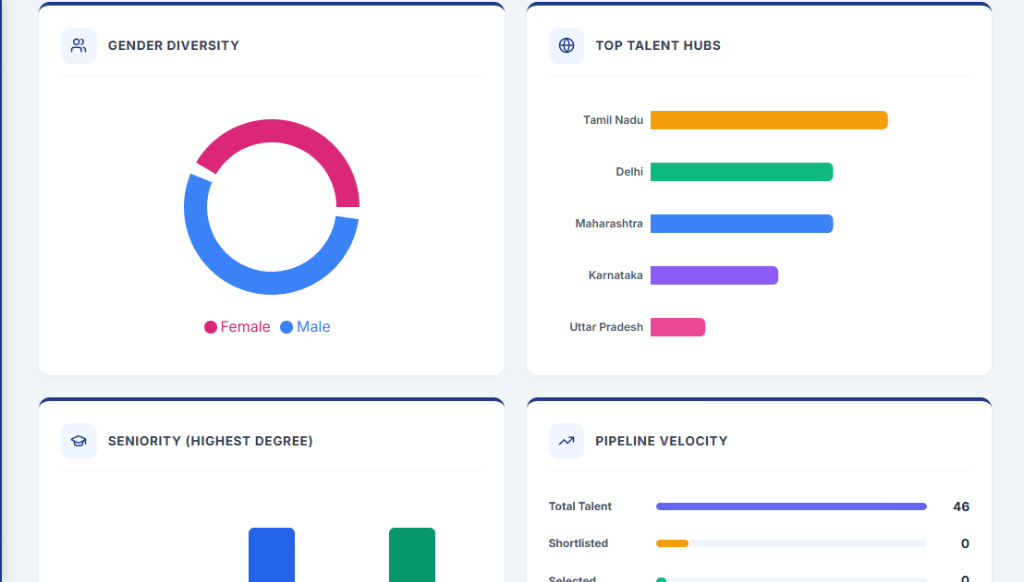 GENDER DIVERSITY
Female
Male
TOP TALENT HUBS
Tamil Nadu
Delhi
Maharashtra
Karnataka
Uttar Pradesh
SENIORITY (HIGHEST DEGREE)
PIPELINE VELOCITY
Total Talent 46
Shortlisted 0
Selected 0